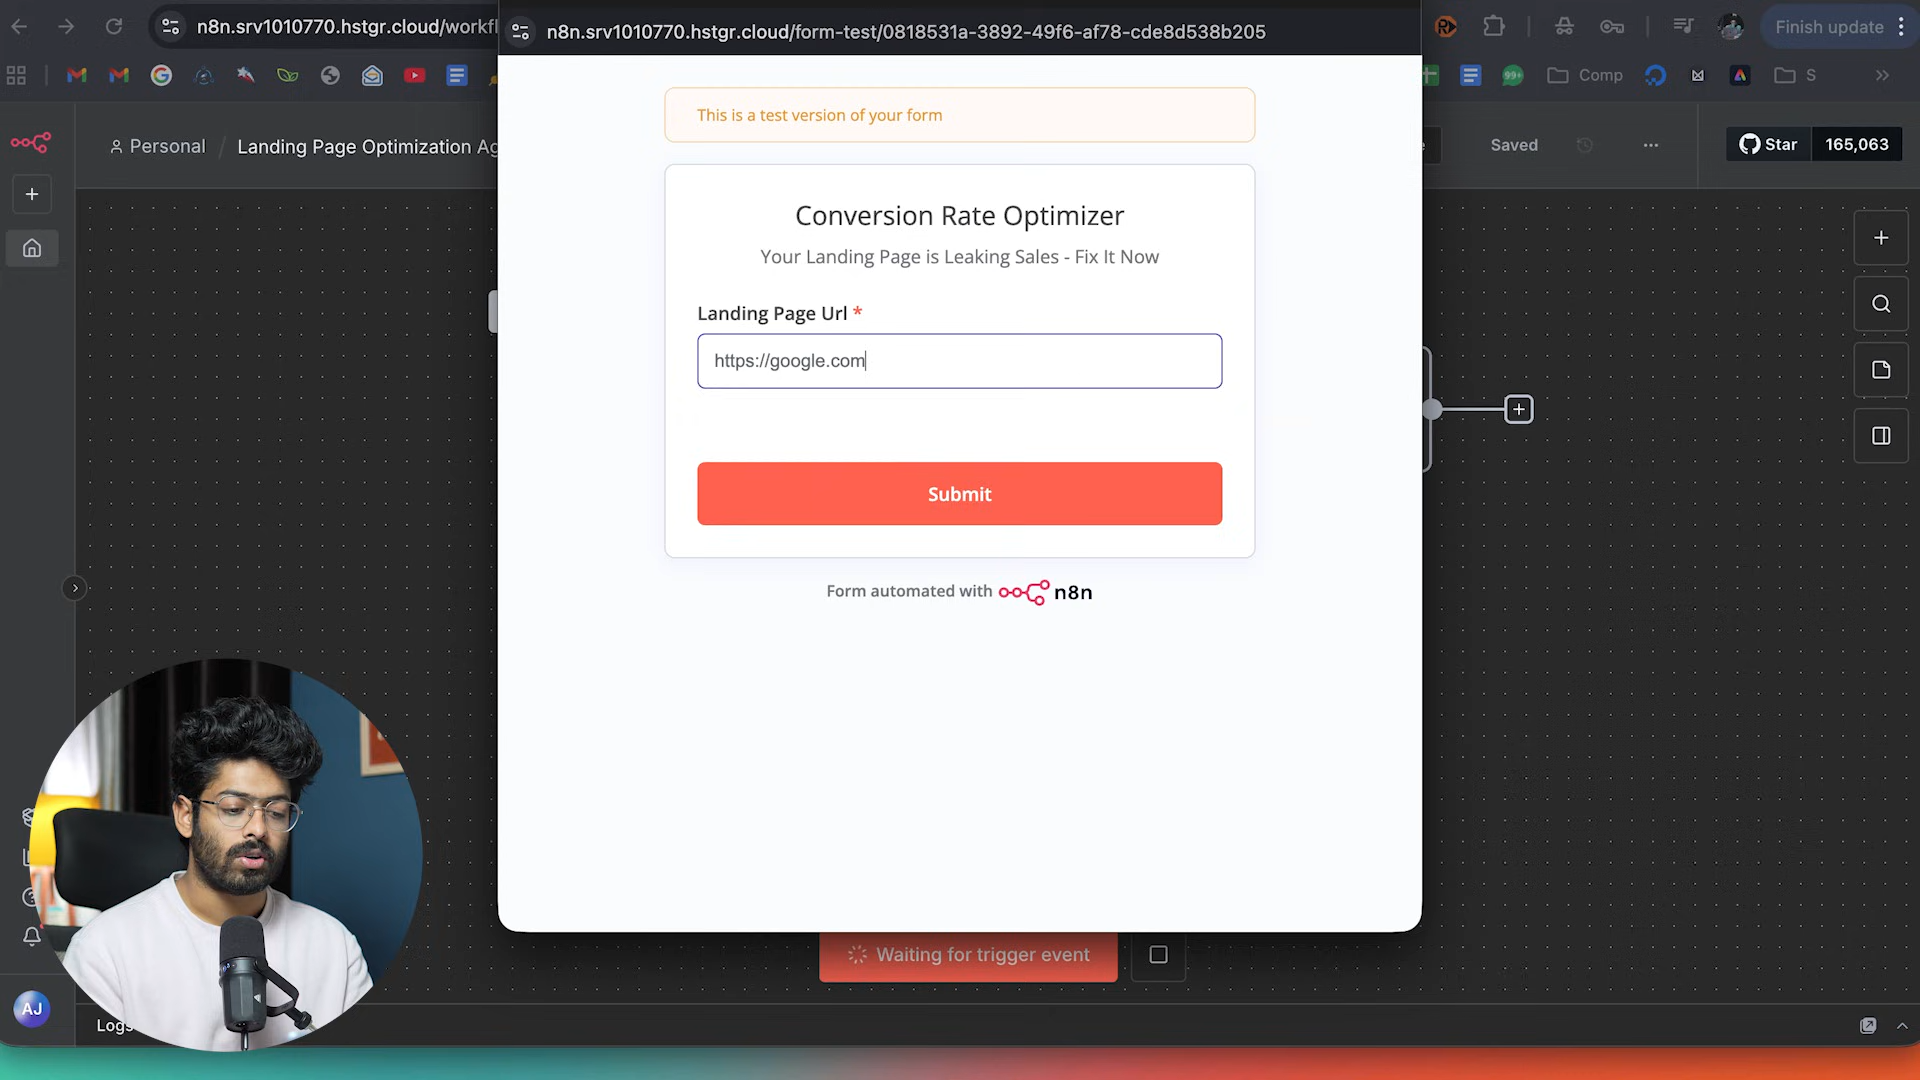 n8n.srv1010770.hstgr.cloud/workfl
n8n.srv1010770.hstgr.cloud/form-test/0818531a-3892-49f6-af78-cde8d538b205
Finish update
99+
Comp
S
Personal / Landing Page Optimization Ag
Saved
Star 165,063
This is a test version of your form
Conversion Rate Optimizer
Your Landing Page is Leaking Sales - Fix It Now
Landing Page Url *
https://google.com
Submit
Form automated with n8n
Waiting for trigger event
AJ
Logs